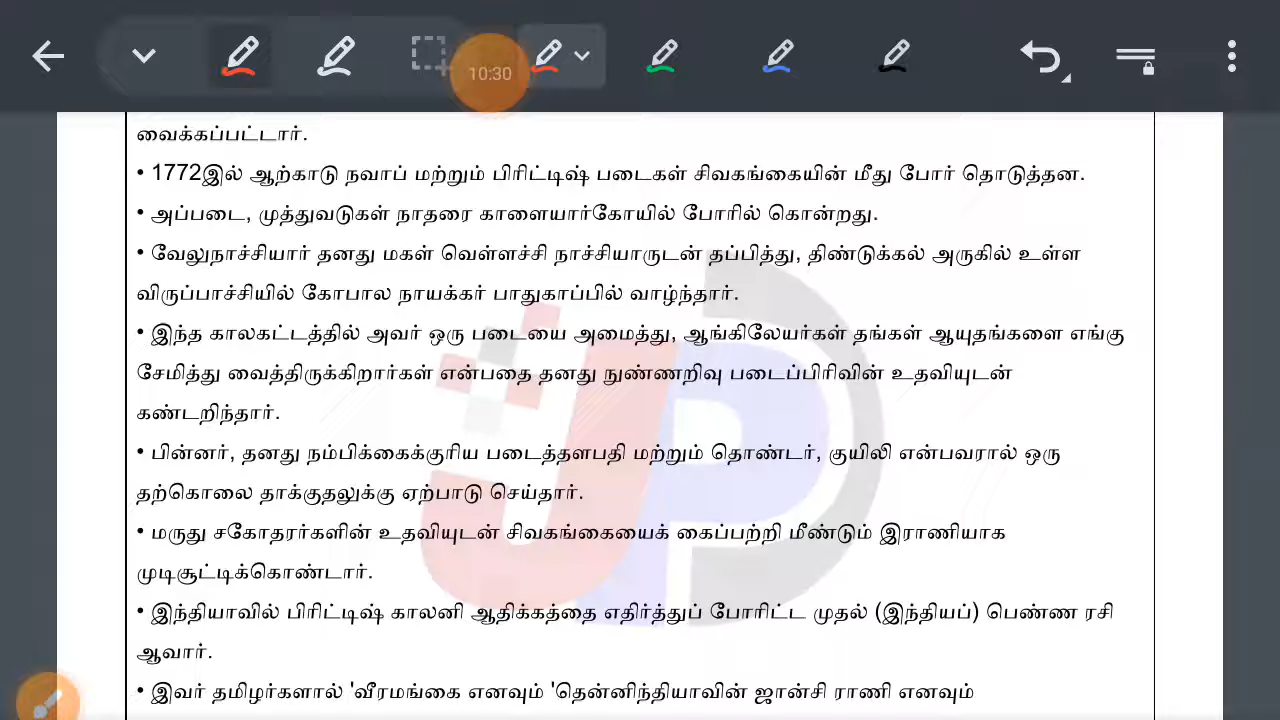 10:30
வைக்கப்பட்டார்.
• 1772இல் ஆற்காடு நவாப் மற்றும் பிரிட்டிஷ் படைகள் சிவகங்கையின் மீது போர் தொடுத்தன.
• அப்படை, முத்துவடுகள் நாதரை காளையார்கோயில் போரில் கொன்றது.
• வேலுநாச்சியார் தனது மகள் வெள்ளச்சி நாச்சியாருடன் தப்பித்து, திண்டுக்கல் அருகில் உள்ள
விருப்பாச்சியில் கோபால நாயக்கர் பாதுகாப்பில் வாழ்ந்தார்.
• இந்த காலகட்டத்தில் அவர் ஒரு படையை அமைத்து, ஆங்கிலேயர்கள் தங்கள் ஆயுதங்களை எங்கு
சேமித்து வைத்திருக்கிறார்கள் என்பதை தனது நுண்ணறிவு படைப்பிரிவின் உதவியுடன்
கண்டறிந்தார்.
• பின்னர், தனது நம்பிக்கைக்குரிய படைத்தளபதி மற்றும் தொண்டர், குயிலி என்பவரால் ஒரு
தற்கொலை தாக்குதலுக்கு ஏற்பாடு செய்தார்.
• மருது சகோதரர்களின் உதவியுடன் சிவகங்கையைக் கைப்பற்றி மீண்டும் இராணியாக
முடிசூட்டிக்கொண்டார்.
• இந்தியாவில் பிரிட்டிஷ் காலனி ஆதிக்கத்தை எதிர்த்துப் போரிட்ட முதல் (இந்தியப்) பெண்ண ரசி
ஆவார்.
• இவர் தமிழர்களால் 'வீரமங்கை எனவும் 'தென்னிந்தியாவின் ஜான்சி ராணி எனவும்